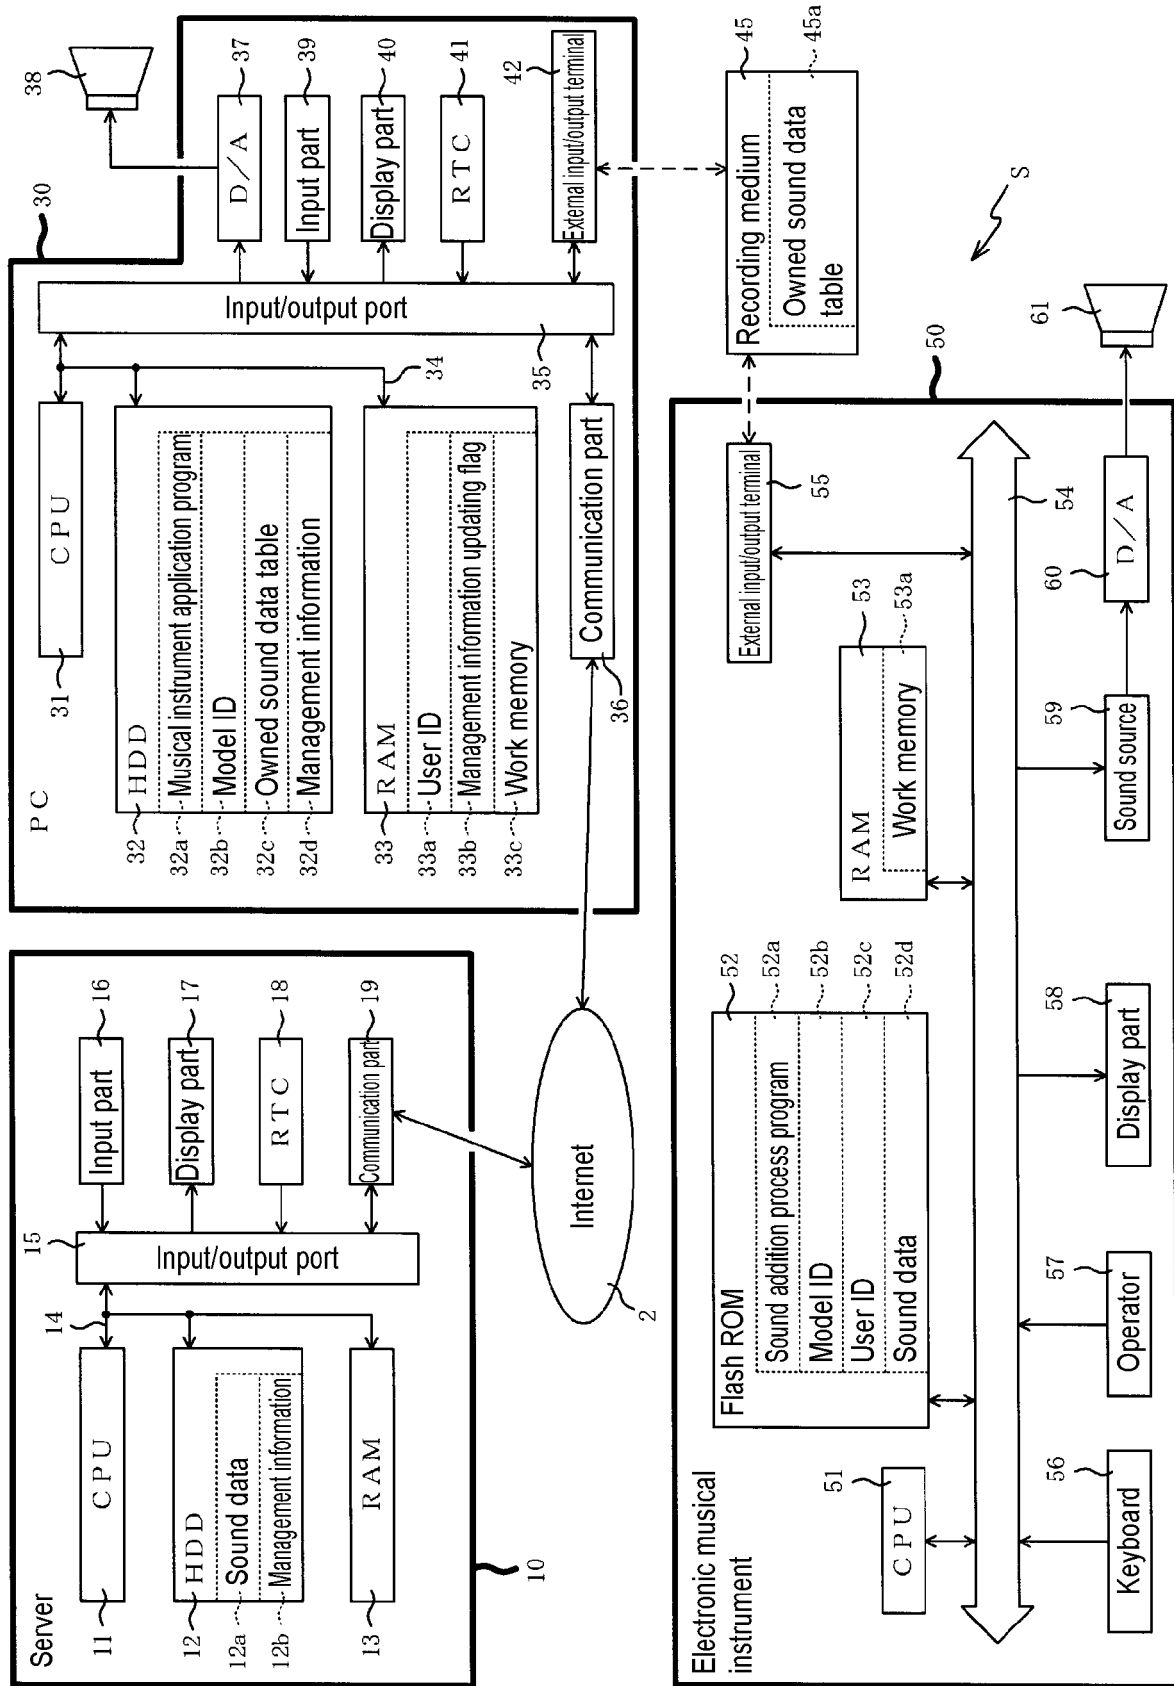 Server
11
CPU
12
HDD
12a
Sound data
12b
Management information
13
RAM
14
15
Input/output port
Input part
16
Display part
17
RTC
18
Communication part
19
10
Internet
2
PC
30
31
CPU
32
HDD
32a
Musical instrument application program
32b
Model ID
32c
Owned sound data table
32d
Management information
33
RAM
33a
User ID
33b
Management information updating flag
33c
Work memory
34
35
Input/output port
36
Communication part
D/A
37
38
Input part
39
Display part
40
RTC
41
External input/output terminal
42
Recording medium
45
Owned sound data
table
45a
S
Electronic musical
instrument
50
CPU
51
Flash ROM
52
Sound addition process program
52a
Model ID
52b
User ID
52c
Sound data
52d
RAM
53
Work memory
53a
54
External input/output terminal
55
Keyboard
56
Operator
57
Display part
58
Sound source
59
D/A
60
61